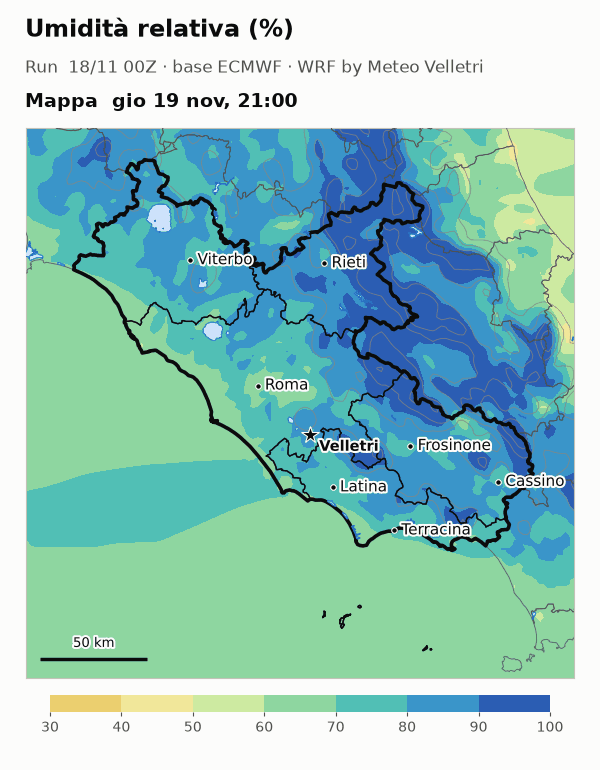 Umidità relativa (%)
Run  18/11 00Z · base ECMWF · WRF by Meteo Velletri
Mappa  gio 19 nov, 21:00
Viterbo
Rieti
Roma
Velletri
Frosinone
Cassino
Latina
Terracina
50 km
30 40 50 60 70 80 90 100